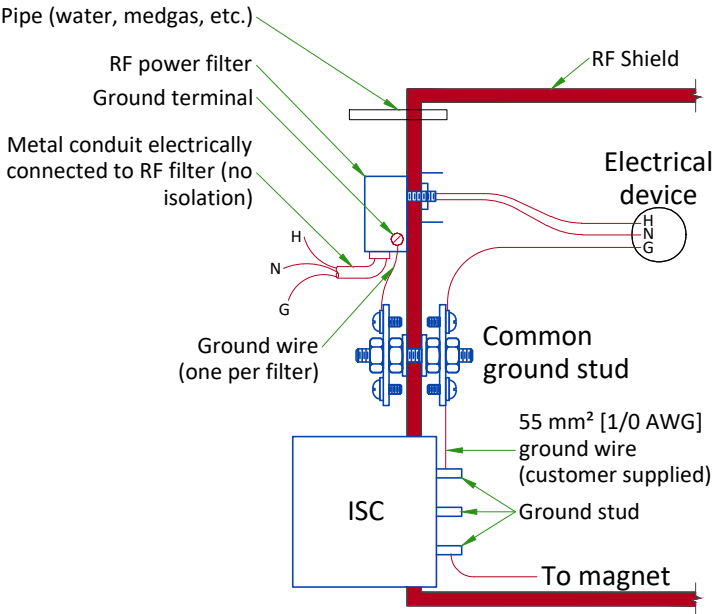 Pipe (water, medgas, etc.)
RF power filter
Ground terminal
Metal conduit electrically
connected to RF filter (no
isolation)
RF Shield
Electrical
device
H
N
G
H
N
G
Ground wire
(one per filter)
Common
ground stud
55 mm² [1/0 AWG]
ground wire
(customer supplied)
ISC
Ground stud
To magnet